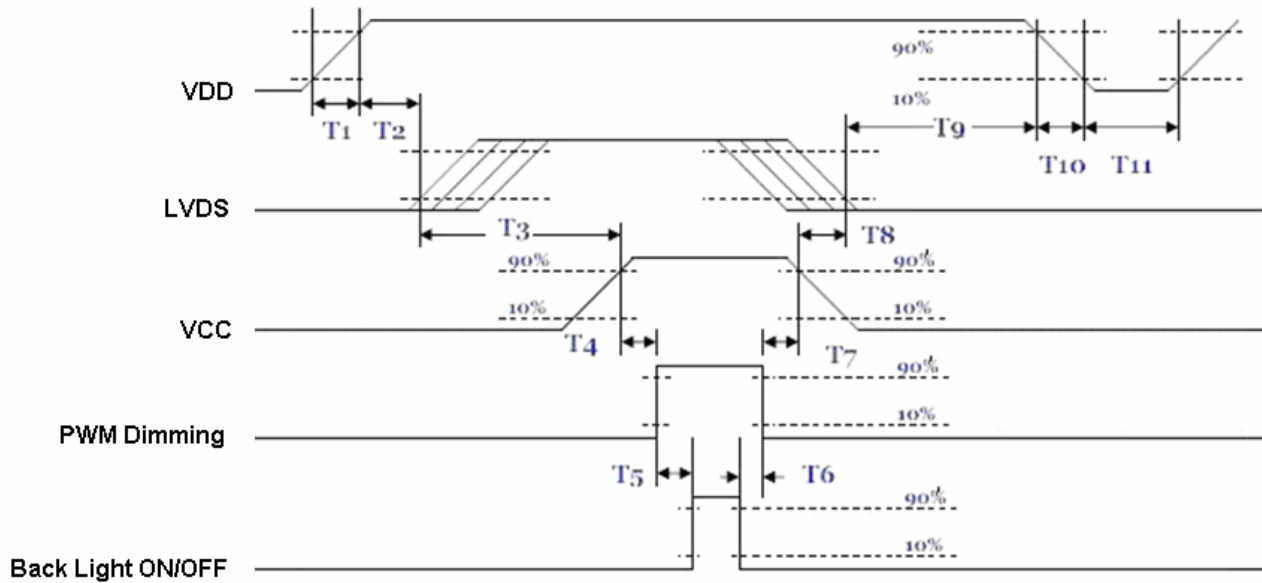 90%
VDD
10%
T1 T2 T9
T10 T11
LVDS
T3 T8
90% 90%
10% 10%
VCC
T4 T7
90%
10%
PWM Dimming
T5 T6
90%
10%
Back Light ON/OFF